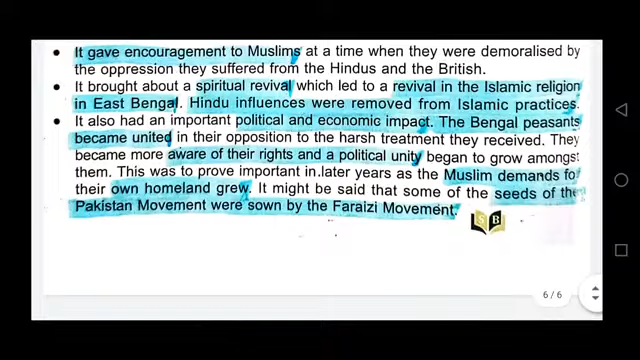 • It gave encouragement to Muslims at a time when they were demoralised by
the oppression they suffered from the Hindus and the British.
• It brought about a spiritual revival which led to a revival in the Islamic religion
in East Bengal. Hindu influences were removed from Islamic practices.
• It also had an important political and economic impact. The Bengal peasants
became united in their opposition to the harsh treatment they received. They
became more aware of their rights and a political unity began to grow amongst
them. This was to prove important in later years as the Muslim demands for
their own homeland grew. It might be said that some of the seeds of the
Pakistan Movement were sown by the Faraizi Movement.
S B
6 / 6